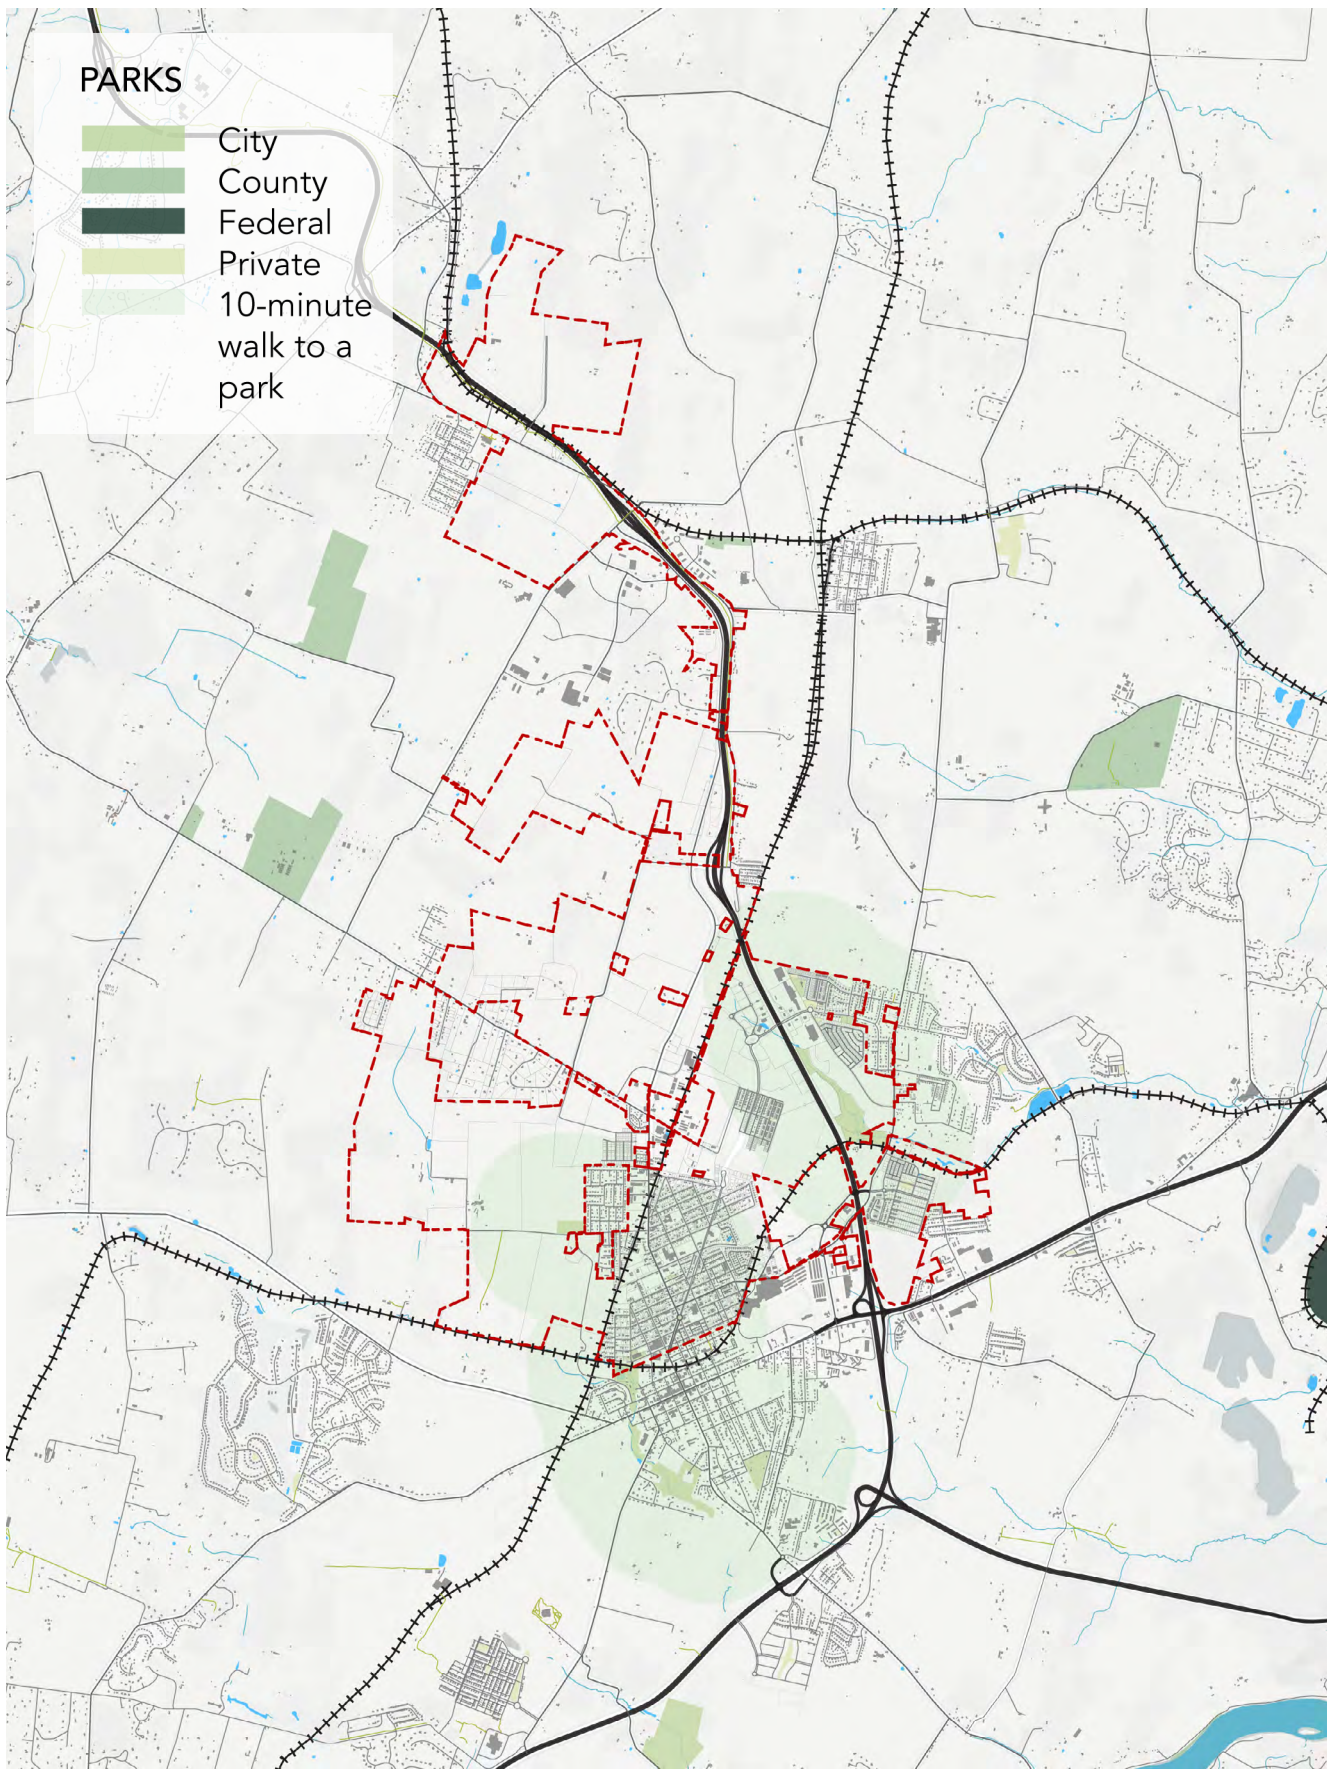 PARKS
City
County
Federal
Private
10-minute
walk to a
park